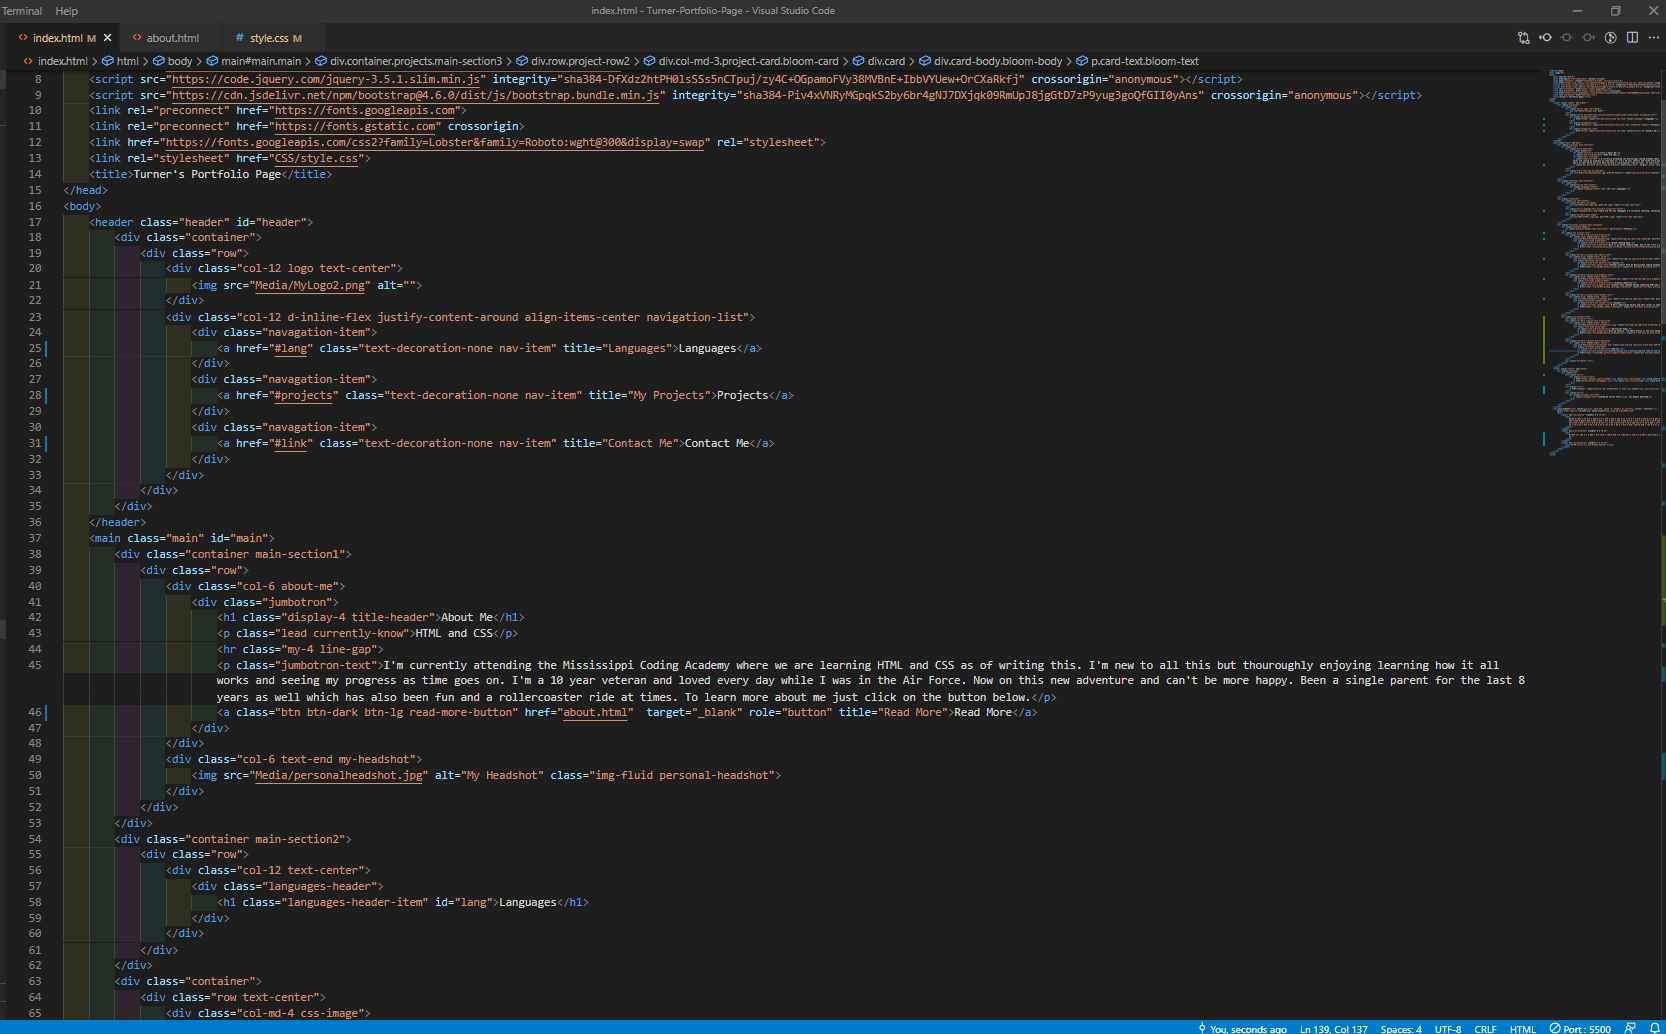 Terminal Help index.html - Turner-Portfolio-Page - Visual Studio Code
index.html M about.html style.css M
index.html > html > body > main#main.main > div.container.projects.main-section3 > div.row.project-row2 > div.col-md-3.project-card.bloom-card > div.card > div.card-body.bloom-body > p.card-text.bloom-text
8 <script src="https://code.jquery.com/jquery-3.5.1.slim.min.js" integrity="sha384-DfXdz2htPH0lsSSs5nCTpuj/zy4C+OGpamoFVy38MVBnE+IbbVYUew+OrCXaRkfj" crossorigin="anonymous"></script>
9 <script src="https://cdn.jsdelivr.net/npm/bootstrap@4.6.0/dist/js/bootstrap.bundle.min.js" integrity="sha384-Piv4xVNRyMGpqkS2by6br4gNJ7DXjqk09RmUpJ8jgGtD7zP9yug3goQfGII0yAns" crossorigin="anonymous"></script>
10 <link rel="preconnect" href="https://fonts.googleapis.com">
11 <link rel="preconnect" href="https://fonts.gstatic.com" crossorigin>
12 <link href="https://fonts.googleapis.com/css2?family=Lobster&family=Roboto:wght@300&display=swap" rel="stylesheet">
13 <link rel="stylesheet" href="CSS/style.css">
14 <title>Turner's Portfolio Page</title>
15 </head>
16 <body>
17 <header class="header" id="header">
18 <div class="container">
19 <div class="row">
20 <div class="col-12 logo text-center">
21 <img src="Media/MyLogo2.png" alt="">
22 </div>
23 <div class="col-12 d-inline-flex justify-content-around align-items-center navigation-list">
24 <div class="navagation-item">
25 <a href="#lang" class="text-decoration-none nav-item" title="Languages">Languages</a>
26 </div>
27 <div class="navagation-item">
28 <a href="#projects" class="text-decoration-none nav-item" title="My Projects">Projects</a>
29 </div>
30 <div class="navagation-item">
31 <a href="#link" class="text-decoration-none nav-item" title="Contact Me">Contact Me</a>
32 </div>
33 </div>
34 </div>
35 </div>
36 </header>
37 <main class="main" id="main">
38 <div class="container main-section1">
39 <div class="row">
40 <div class="col-6 about-me">
41 <div class="jumbotron">
42 <h1 class="display-4 title-header">About Me</h1>
43 <p class="lead currently-know">HTML and CSS</p>
44 <hr class="my-4 line-gap">
45 <p class="jumbotron-text">I'm currently attending the Mississippi Coding Academy where we are learning HTML and CSS as of writing this. I'm new to all this but thouroughly enjoying learning how it all
works and seeing my progress as time goes on. I'm a 10 year veteran and loved every day while I was in the Air Force. Now on this new adventure and can't be more happy. Been a single parent for the last 8
years as well which has also been fun and a rollercoaster ride at times. To learn more about me just click on the button below.</p>
46 <a class="btn btn-dark btn-lg read-more-button" href="about.html" target="_blank" role="button" title="Read More">Read More</a>
47 </div>
48 </div>
49 <div class="col-6 text-end my-headshot">
50 <img src="Media/personalheadshot.jpg" alt="My Headshot" class="img-fluid personal-headshot">
51 </div>
52 </div>
53 </div>
54 <div class="container main-section2">
55 <div class="row">
56 <div class="col-12 text-center">
57 <div class="languages-header">
58 <h1 class="languages-header-item" id="lang">Languages</h1>
59 </div>
60 </div>
61 </div>
62 </div>
63 <div class="container">
64 <div class="row text-center">
65 <div class="col-md-4 css-image">
You, seconds ago Ln 139, Col 137 Spaces: 4 UTF-8 CRLF HTML Port : 5500